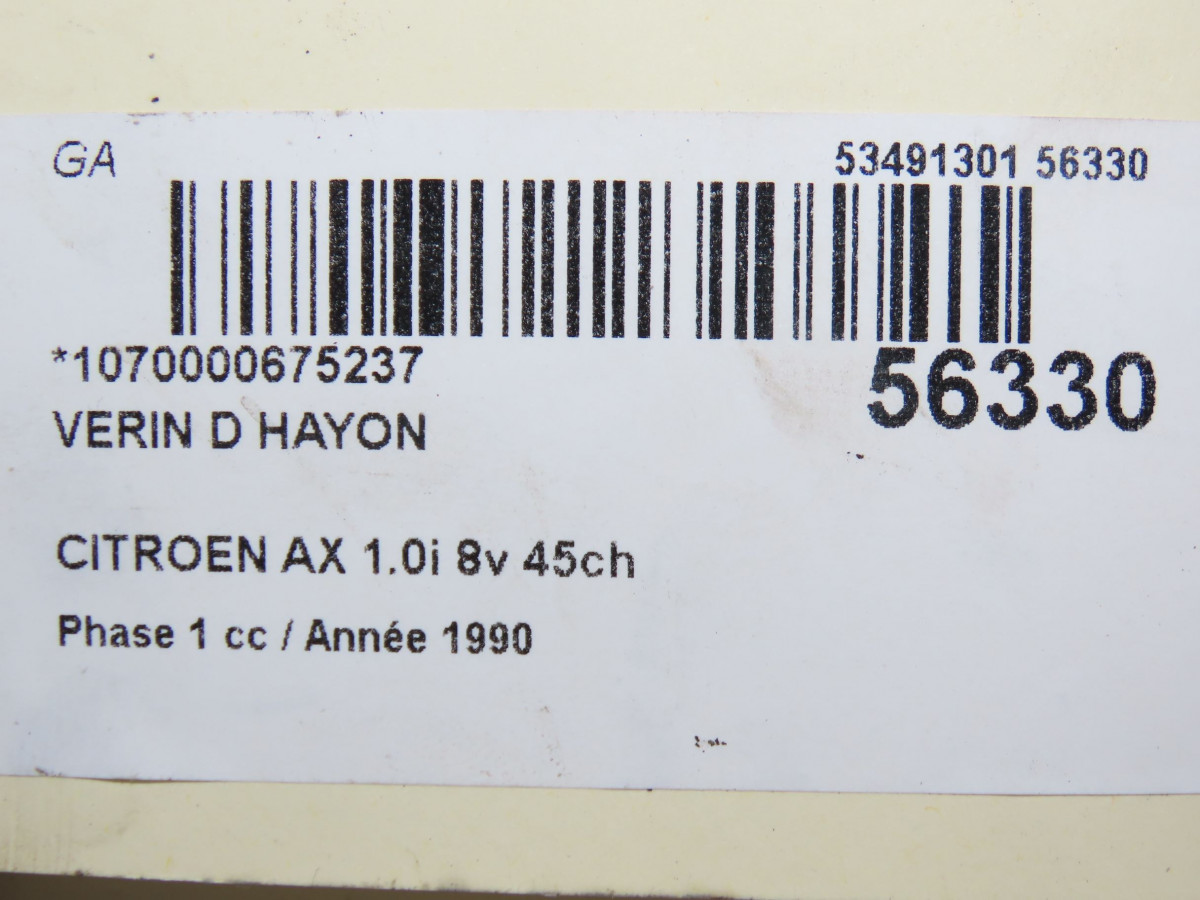 GA
53491301 56330
*1070000675237
56330
VERIN D HAYON
CITROEN AX 1.0i 8v 45ch
Phase 1 cc / Année 1990